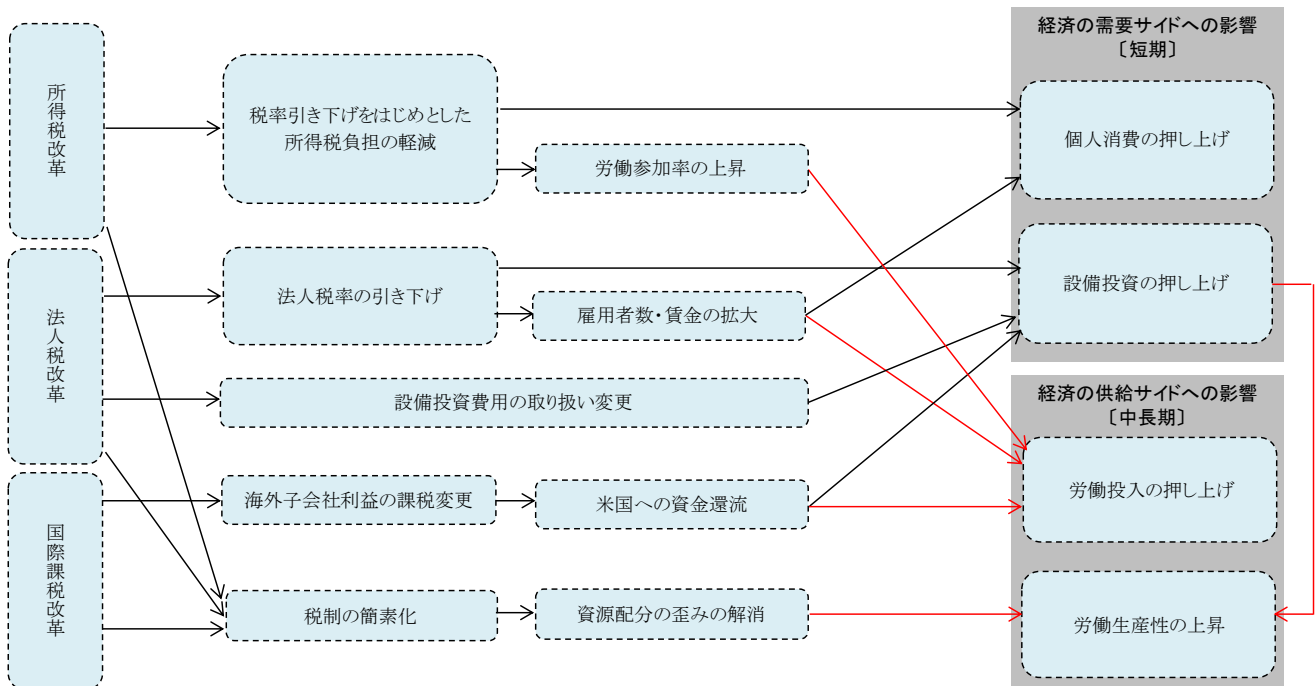 所得税改革
法人税改革
国際課税改革
税率引き下げをはじめとした
所得税負担の軽減
労働参加率の上昇
法人税率の引き下げ
雇用者数・賃金の拡大
設備投資費用の取り扱い変更
海外子会社利益の課税変更
米国への資金還流
税制の簡素化
資源配分の歪みの解消
経済の需要サイドへの影響
〔短期〕
個人消費の押し上げ
設備投資の押し上げ
経済の供給サイドへの影響
〔中長期〕
労働投入の押し上げ
労働生産性の上昇